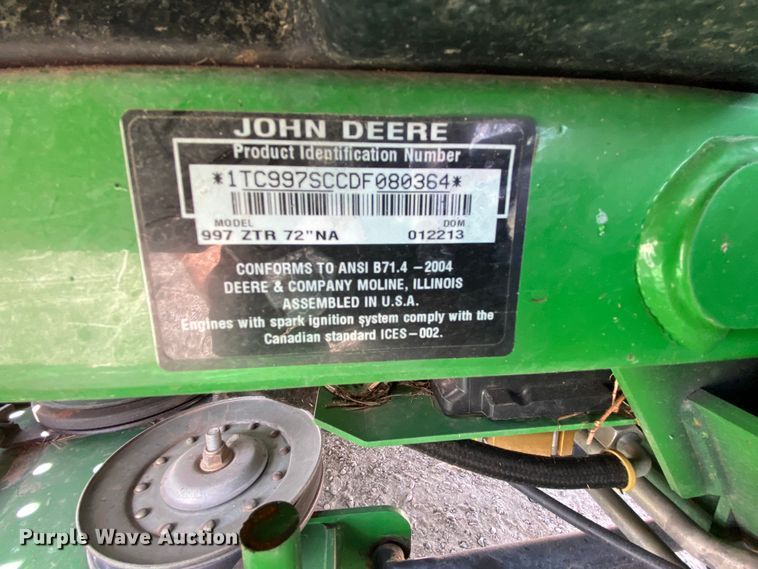 JOHN DEERE
Product Identification Number
*1TC997SCCDF080364*
MODEL DOM
997 ZTR 72"NA 012213
CONFORMS TO ANSI B71.4 -2004
DEERE & COMPANY MOLINE, ILLINOIS
ASSEMBLED IN U.S.A.
Engines with spark ignition system comply with the
Canadian standard ICES-002.
Purple Wave Auction